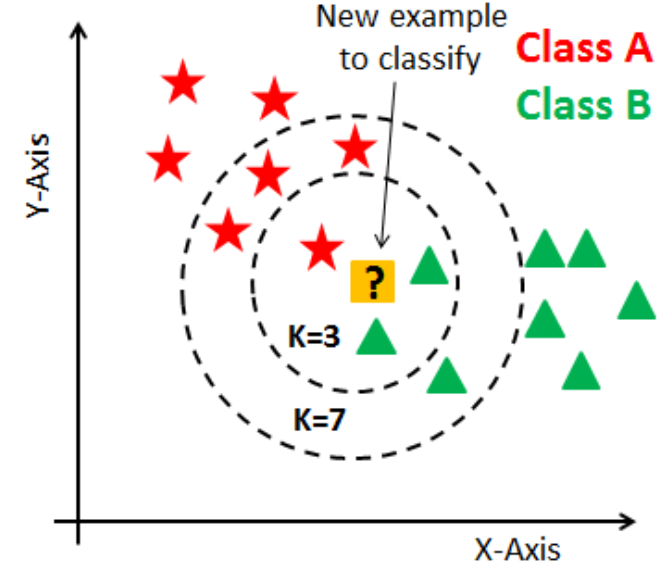 New example
to classify
Class A
Class B
Y-Axis
?
K=3
K=7
X-Axis